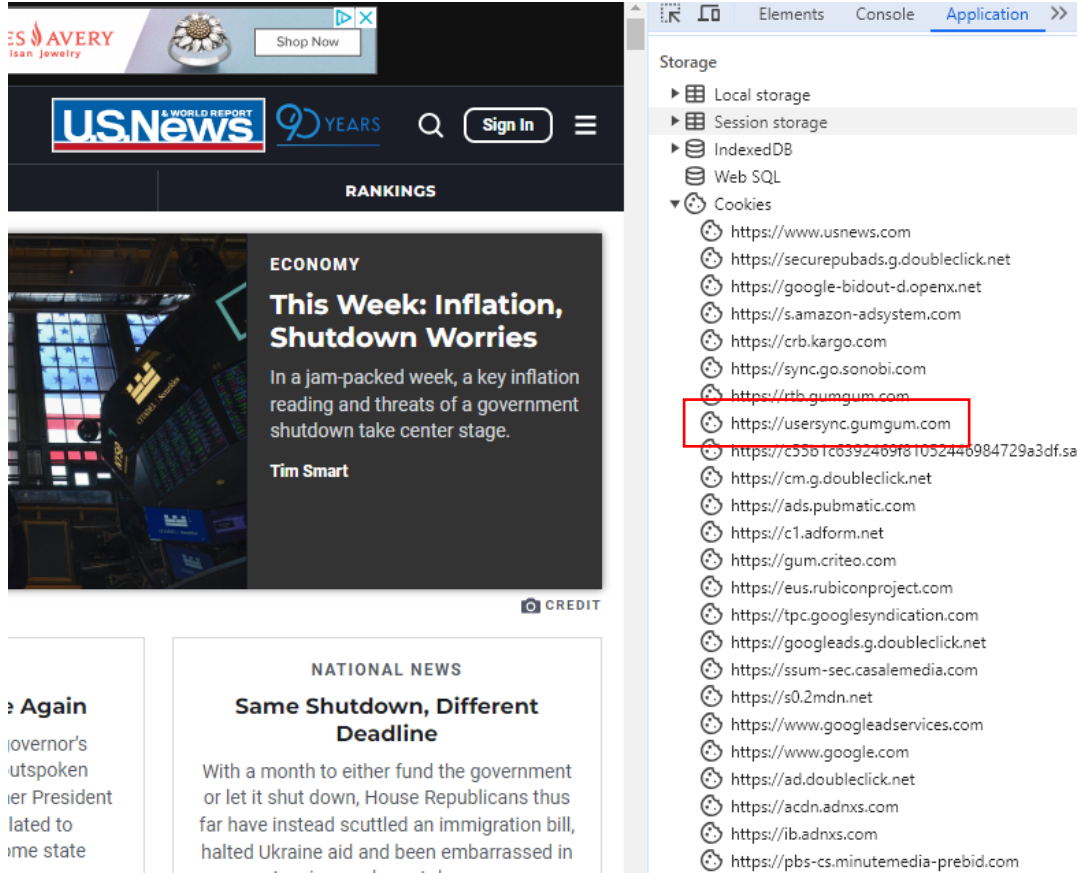 ES AVERY
isan jewelry
Shop Now
U.S.News
& WORLD REPORT
90 YEARS
Sign In
RANKINGS
ECONOMY
This Week: Inflation,
Shutdown Worries
In a jam-packed week, a key inflation
reading and threats of a government
shutdown take center stage.
Tim Smart
CREDIT
e Again
governor's
outspoken
ner President
lated to
ome state
NATIONAL NEWS
Same Shutdown, Different
Deadline
With a month to either fund the government
or let it shut down, House Republicans thus
far have instead scuttled an immigration bill,
halted Ukraine aid and been embarrassed in
Elements Console Application
Storage
Local storage
Session storage
IndexedDB
Web SQL
Cookies
https://www.usnews.com
https://securepubads.g.doubleclick.net
https://google-bidout-d.openx.net
https://s.amazon-adsystem.com
https://crb.kargo.com
https://sync.go.sonobi.com
https://rtb.gumgum.com
https://usersync.gumgum.com
https://c55b1c6392469f81052446984729a3df.sa
https://cm.g.doubleclick.net
https://ads.pubmatic.com
https://c1.adform.net
https://gum.criteo.com
https://eus.rubiconproject.com
https://tpc.googlesyndication.com
https://googleads.g.doubleclick.net
https://ssum-sec.casalemedia.com
https://s0.2mdn.net
https://www.googleadservices.com
https://www.google.com
https://ad.doubleclick.net
https://acdn.adnxs.com
https://ib.adnxs.com
https://pbs-cs.minutemedia-prebid.com